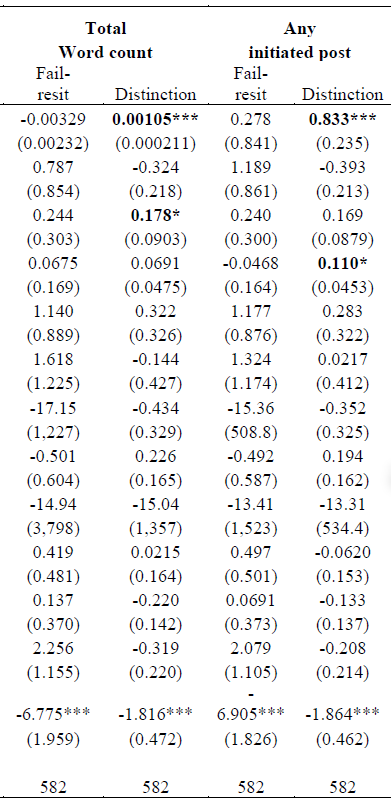 Total Any
Word count initiated post
Fail- Fail-
resit Distinction resit Distinction
-0.00329 0.00105*** 0.278 0.833***
(0.00232) (0.000211) (0.841) (0.235)
0.787 -0.324 1.189 -0.393
(0.854) (0.218) (0.861) (0.213)
0.244 0.178* 0.240 0.169
(0.303) (0.0903) (0.300) (0.0879)
0.0675 0.0691 -0.0468 0.110*
(0.169) (0.0475) (0.164) (0.0453)
1.140 0.322 1.177 0.283
(0.889) (0.326) (0.876) (0.322)
1.618 -0.144 1.324 0.0217
(1.225) (0.427) (1.174) (0.412)
-17.15 -0.434 -15.36 -0.352
(1,227) (0.329) (508.8) (0.325)
-0.501 0.226 -0.492 0.194
(0.604) (0.165) (0.587) (0.162)
-14.94 -15.04 -13.41 -13.31
(3,798) (1,357) (1,523) (534.4)
0.419 0.0215 0.497 -0.0620
(0.481) (0.164) (0.501) (0.153)
0.137 -0.220 0.0691 -0.133
(0.370) (0.142) (0.373) (0.137)
2.256 -0.319 2.079 -0.208
(1.155) (0.220) (1.105) (0.214)
-
-6.775*** -1.816*** 6.905*** -1.864***
(1.959) (0.472) (1.826) (0.462)
582 582 582 582